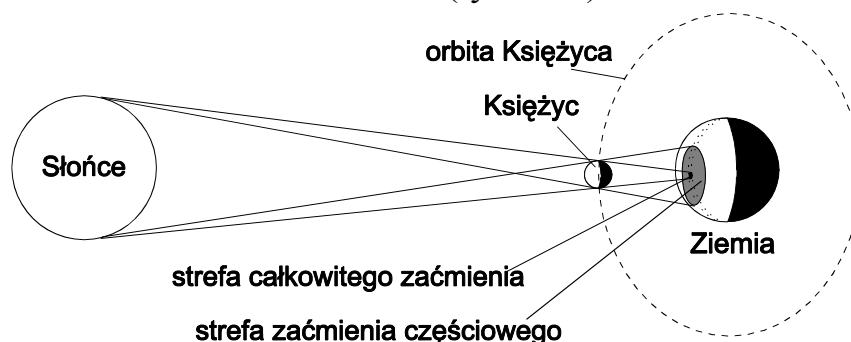 orbita Księżyca
Księżyc
Słońce
Ziemia
strefa całkowitego zaćmienia
strefa zaćmienia częściowego